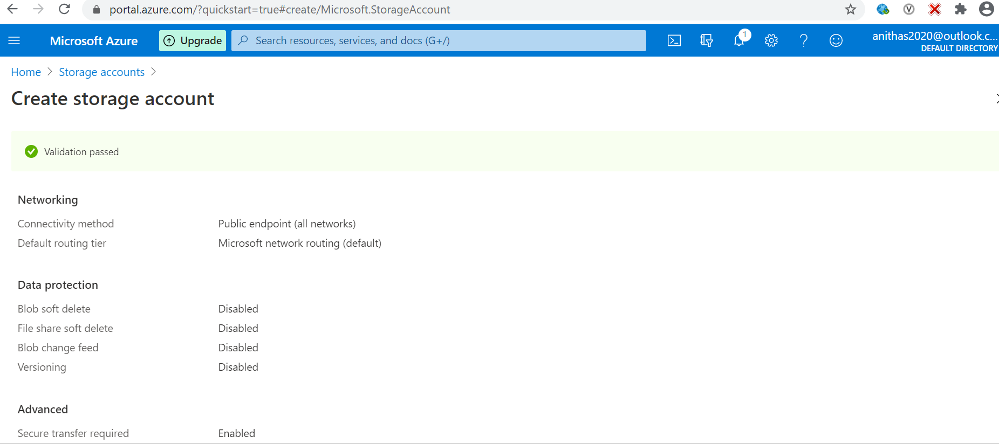 portal.azure.com/?quickstart=true#create/Microsoft.StorageAccount
Microsoft Azure Upgrade Search resources, services, and docs (G+/) 1 anithas2020@outlook.c...
DEFAULT DIRECTORY
Home > Storage accounts >
Create storage account
Validation passed
Networking
Connectivity method Public endpoint (all networks)
Default routing tier Microsoft network routing (default)
Data protection
Blob soft delete Disabled
File share soft delete Disabled
Blob change feed Disabled
Versioning Disabled
Advanced
Secure transfer required Enabled